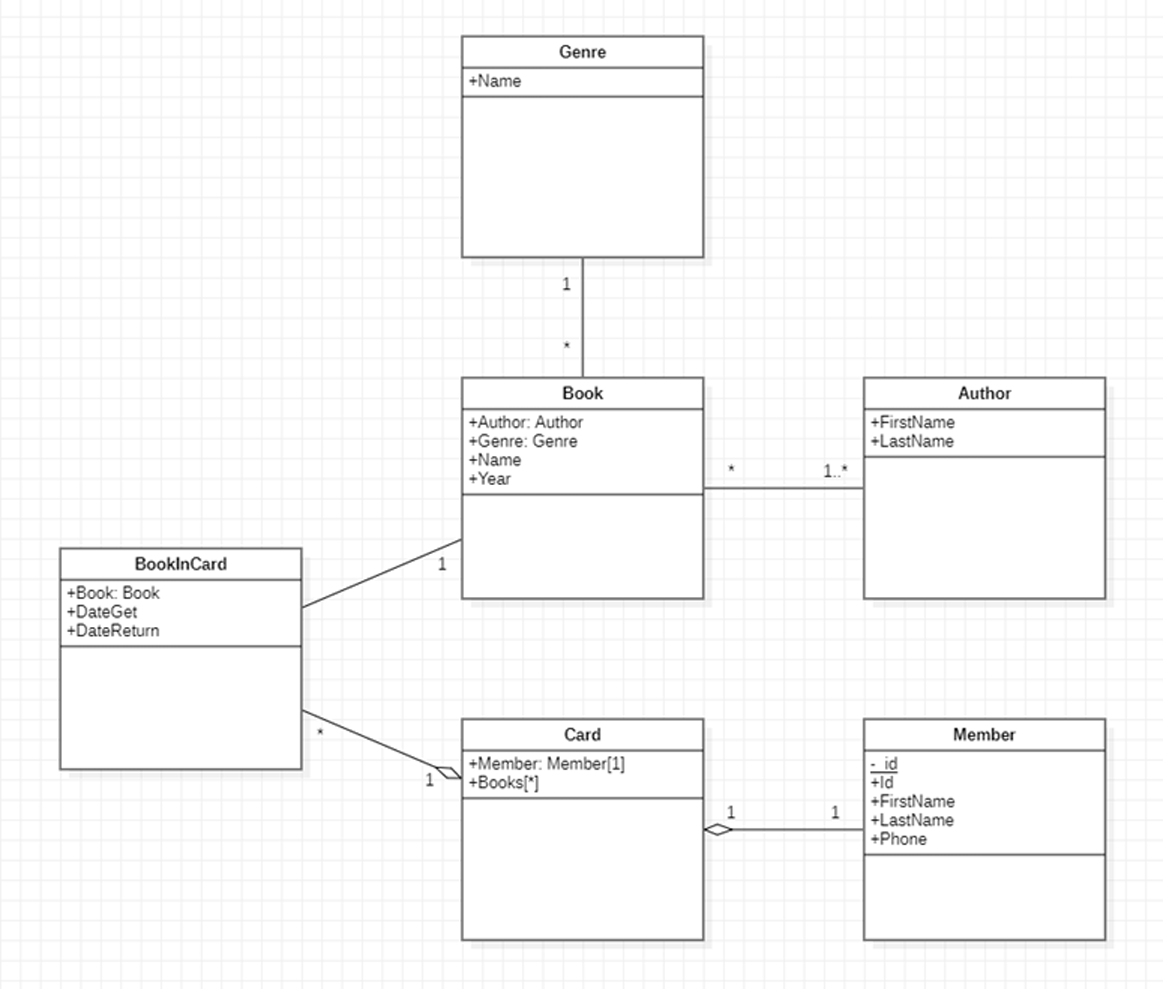 Genre
+Name
1
*
Book
+Author: Author
+Genre: Genre
+Name
+Year
*
1..*
Author
+FirstName
+LastName
1
BookInCard
+Book: Book
+DateGet
+DateReturn
*
1
Card
+Member: Member[1]
+Books[*]
1
1
Member
-_id
+Id
+FirstName
+LastName
+Phone